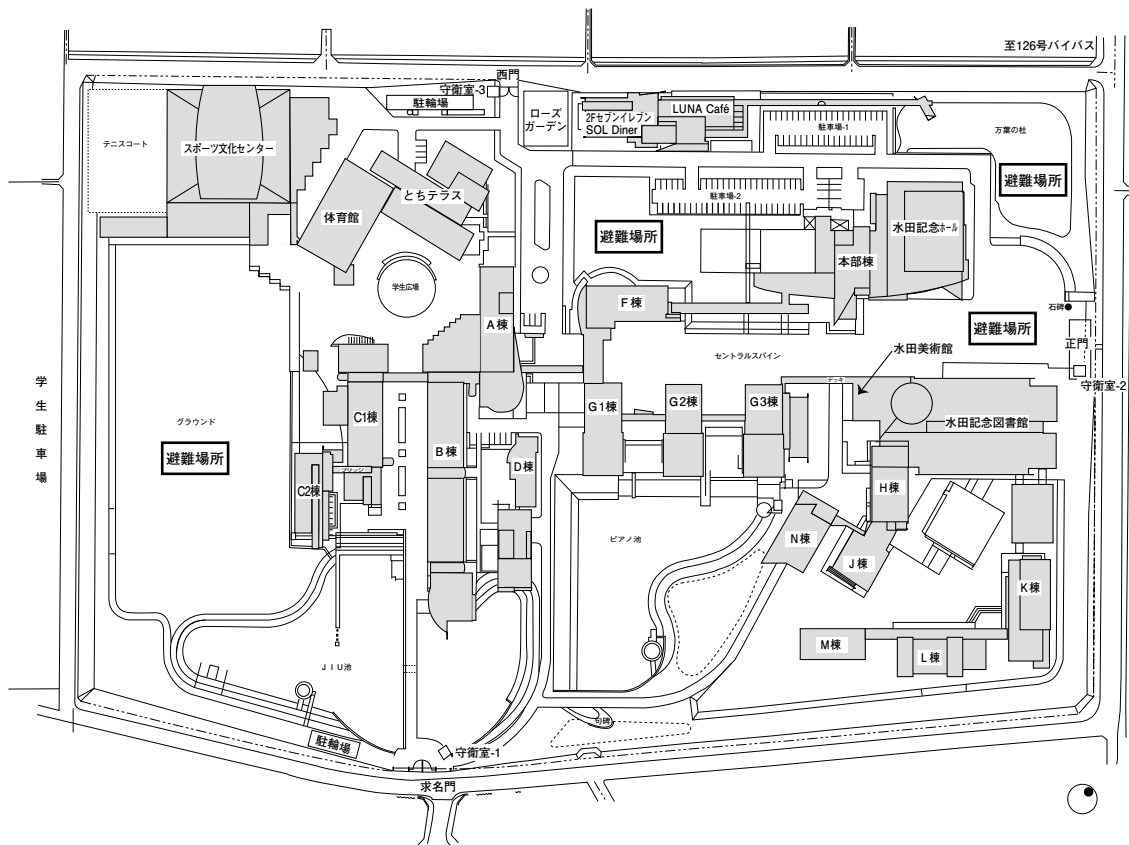 至126号バイパス
西門
守衛室-3
駐輪場
ローズ
ガーデン
2Fセブンイレブン
SOL Diner
LUNA Café
駐車場-1
万葉の杜
テニスコート
スポーツ文化センター
避難場所
とちテラス
体育館
駐車場-2
避難場所
水田記念ホール
本部棟
学生広場
F棟
石碑
避難場所
A棟
正門
セントラルスパイン
水田美術館
デッキ
守衛室-2
学生駐車場
グラウンド
避難場所
C1棟
B棟
G1棟
G2棟
G3棟
水田記念図書館
D棟
ブリッジ
C2棟
H棟
ピアノ池
N棟
J棟
K棟
M棟
L棟
JIU池
句碑
駐輪場
守衛室-1
求名門